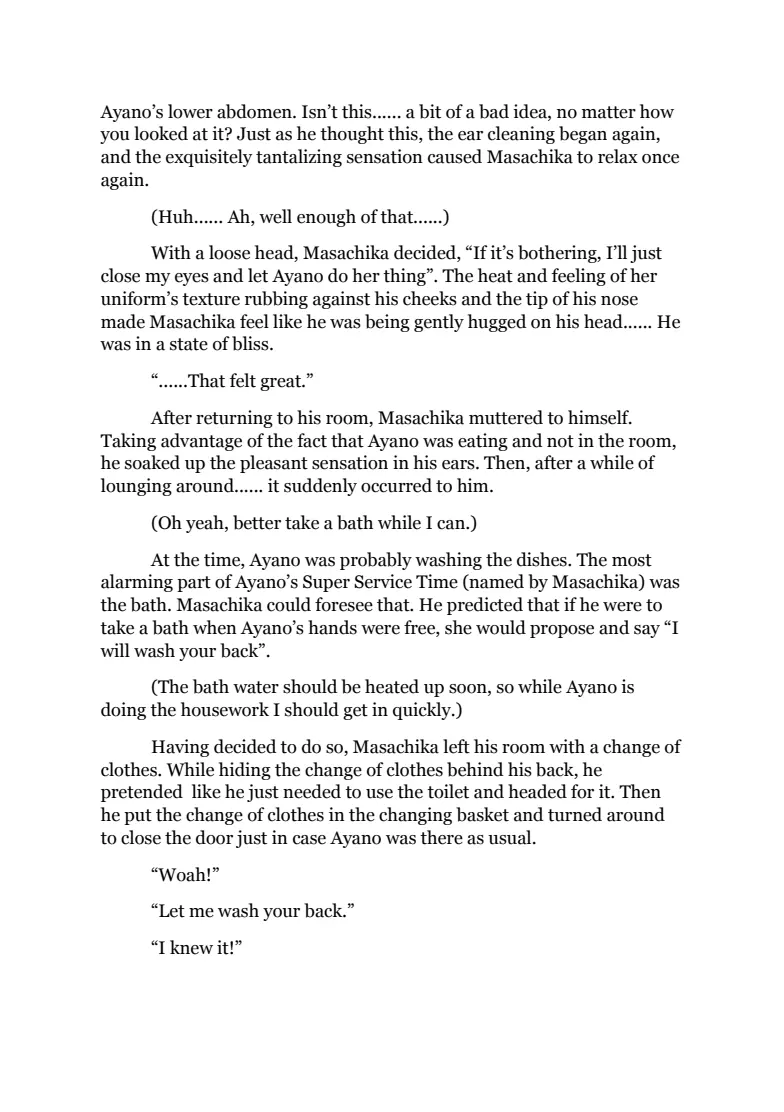 Ayano’s lower abdomen. Isn’t this...... a bit of a bad idea, no matter how
you looked at it? Just as he thought this, the ear cleaning began again,
and the exquisitely tantalizing sensation caused Masachika to relax once
again.
(Huh...... Ah, well enough of that......)
With a loose head, Masachika decided, “If it’s bothering, I’ll just
close my eyes and let Ayano do her thing”. The heat and feeling of her
uniform’s texture rubbing against his cheeks and the tip of his nose
made Masachika feel like he was being gently hugged on his head...... He
was in a state of bliss.
“......That felt great.”
After returning to his room, Masachika muttered to himself.
Taking advantage of the fact that Ayano was eating and not in the room,
he soaked up the pleasant sensation in his ears. Then, after a while of
lounging around...... it suddenly occurred to him.
(Oh yeah, better take a bath while I can.)
At the time, Ayano was probably washing the dishes. The most
alarming part of Ayano’s Super Service Time (named by Masachika) was
the bath. Masachika could foresee that. He predicted that if he were to
take a bath when Ayano’s hands were free, she would propose and say “I
will wash your back”.
(The bath water should be heated up soon, so while Ayano is
doing the housework I should get in quickly.)
Having decided to do so, Masachika left his room with a change of
clothes. While hiding the change of clothes behind his back, he
pretended  like he just needed to use the toilet and headed for it. Then
he put the change of clothes in the changing basket and turned around
to close the door just in case Ayano was there as usual.
“Woah!”
“Let me wash your back.”
“I knew it!”